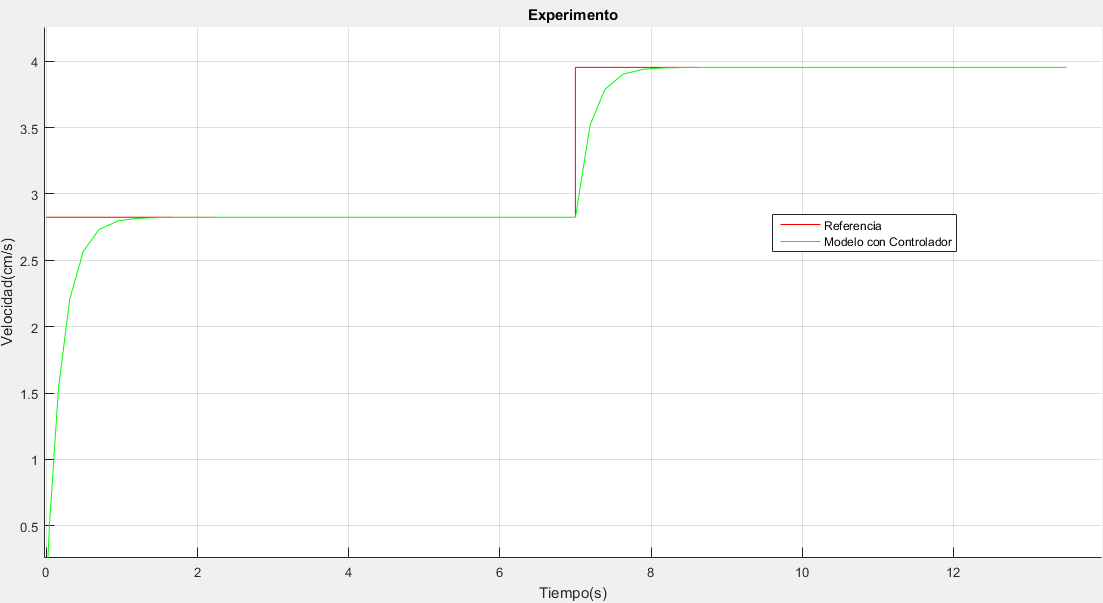 Experimento
4
3.5
3
2.5
2
1.5
1
0.5
Velocidad(cm/s)
Referencia
Modelo con Controlador
0 2 4 6 8 10 12
Tiempo(s)